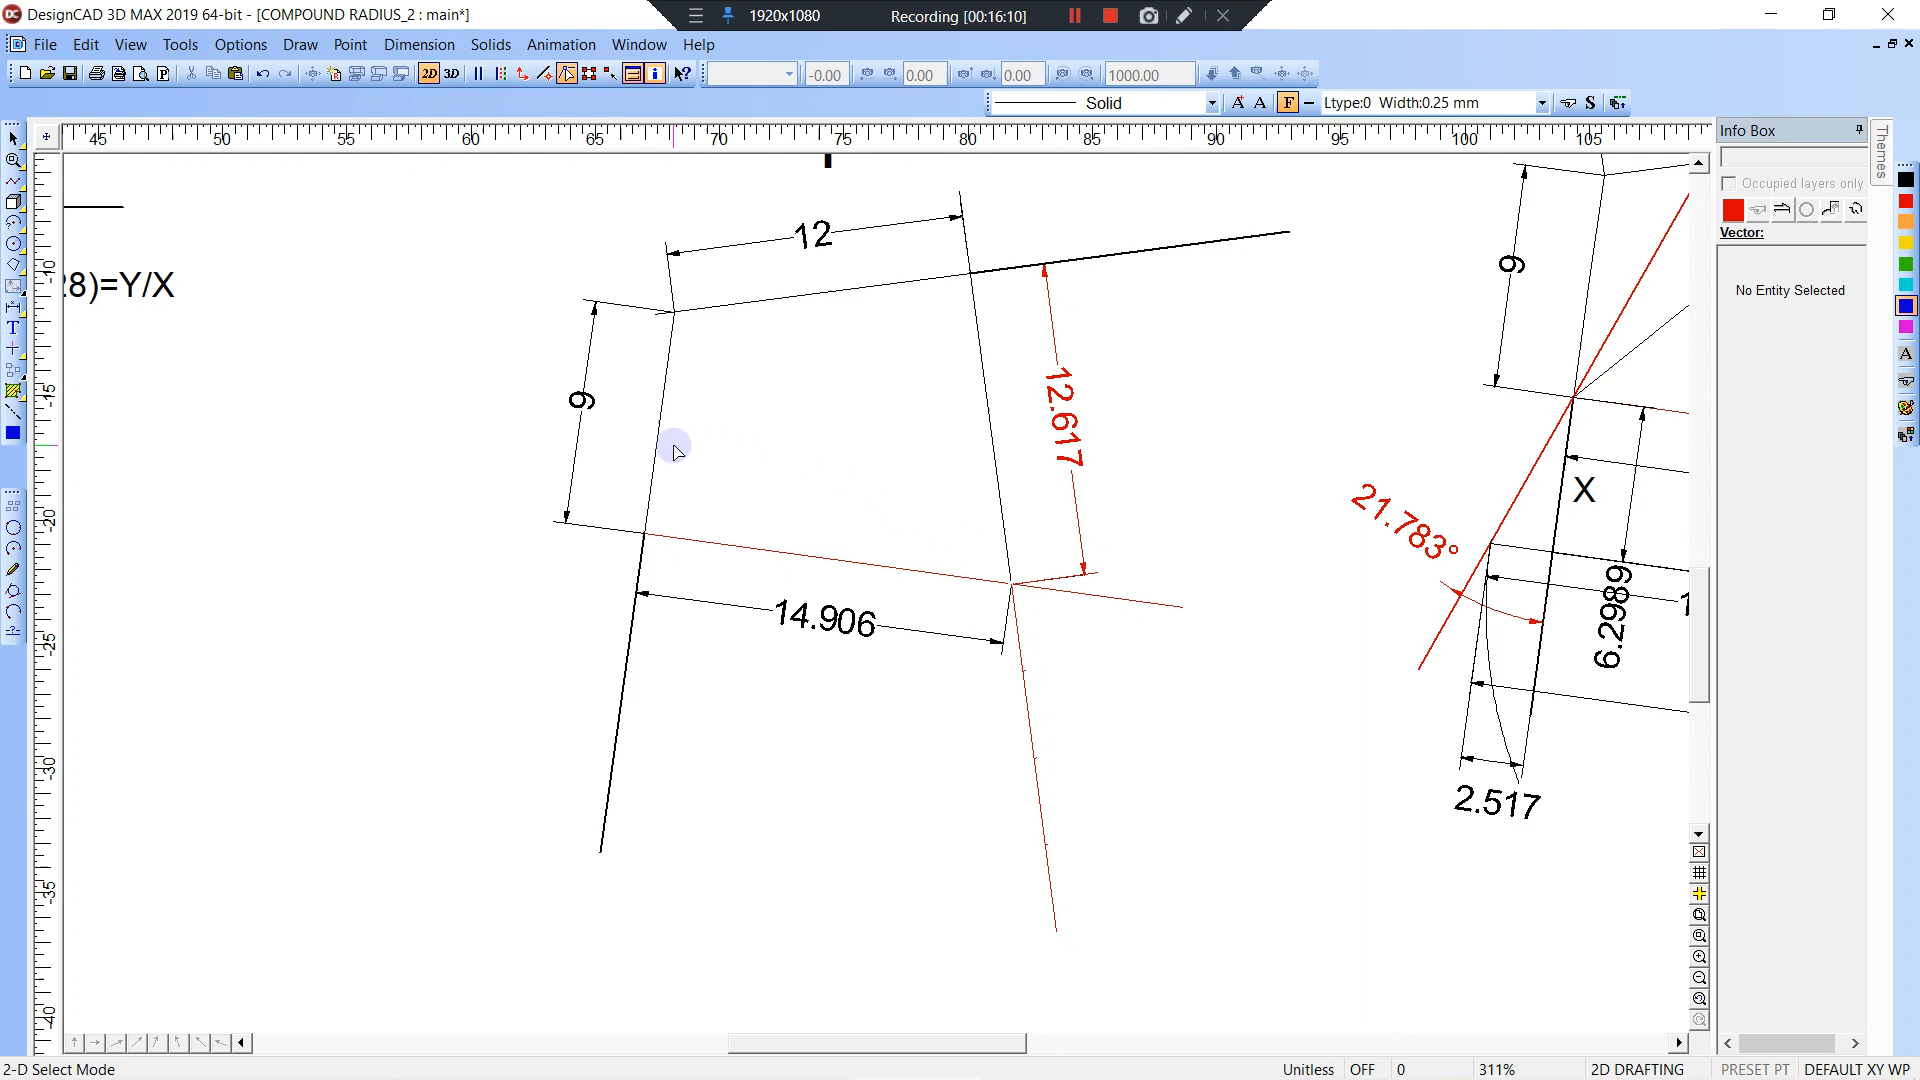 DesignCAD 3D MAX 2019 64-bit - [COMPOUND RADIUS_2 : main*]
1920x1080
Recording [00:16:10]
File Edit View Tools Options Draw Point Dimension Solids Animation Window Help
2D 3D
-0.00 0.00 0.00 1000.00
Solid
A A F Ltype:0 Width:0.25 mm S
45 50 55 60 65 70 75 80 85 90 95 100 105
Info Box
Themes
Occupied layers only
Vector:
No Entity Selected
-10
-15
-20
-25
-30
-35
-40
28)=Y/X
12
9
12.617
14.906
9
X
21.783°
6.2989
1
2.517
T
A
2-D Select Mode
Unitless OFF 0 311% 2D DRAFTING PRESET PT DEFAULT XY WP